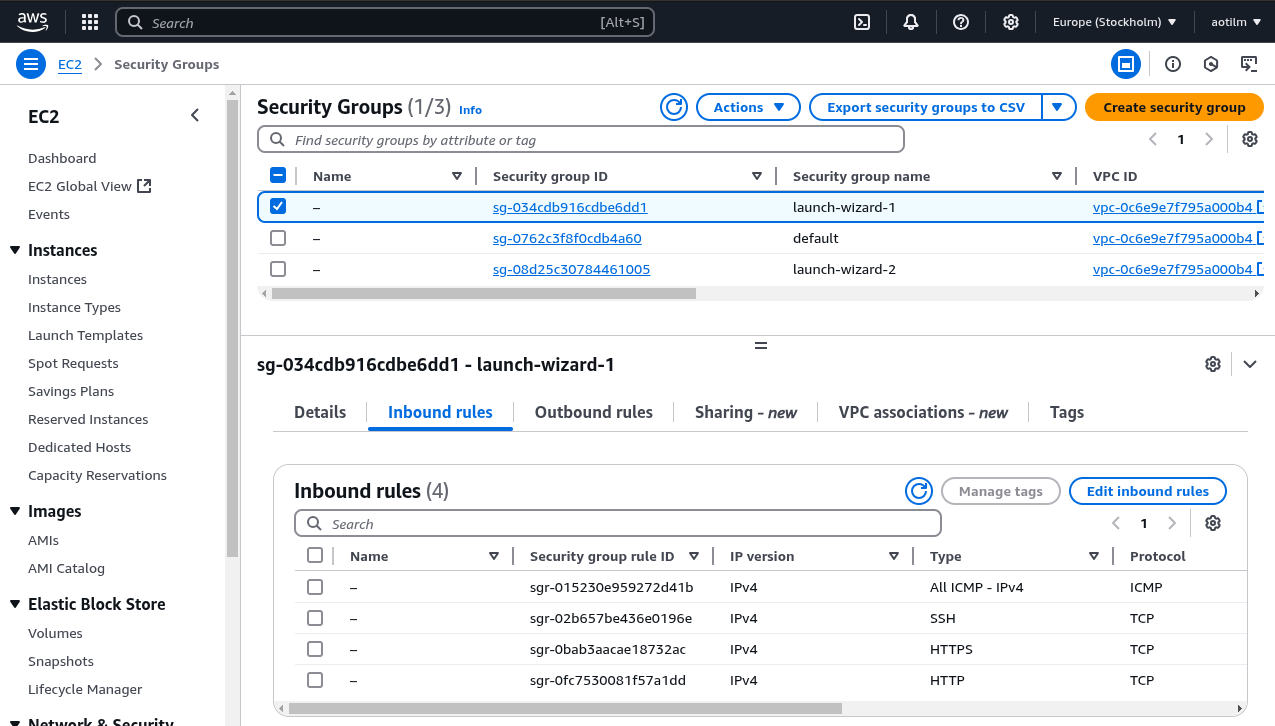 aws Search [Alt+S] Europe (Stockholm) aotilm
EC2 Security Groups
EC2
Dashboard
EC2 Global View
Events
Instances
Instances
Instance Types
Launch Templates
Spot Requests
Savings Plans
Reserved Instances
Dedicated Hosts
Capacity Reservations
Images
AMIs
AMI Catalog
Elastic Block Store
Volumes
Snapshots
Lifecycle Manager
Network & Security
Security Groups (1/3) Info Actions Export security groups to CSV Create security group
Find security groups by attribute or tag 1
Name Security group ID Security group name VPC ID
– sg-034cdb916cdbe6dd1 launch-wizard-1 vpc-0c6e9e7f795a000b4
– sg-0762c3f8f0cdb4a60 default vpc-0c6e9e7f795a000b4
– sg-08d25c30784461005 launch-wizard-2 vpc-0c6e9e7f795a000b4
sg-034cdb916cdbe6dd1 - launch-wizard-1
Details Inbound rules Outbound rules Sharing - new VPC associations - new Tags
Inbound rules (4) Manage tags Edit inbound rules
Search 1
Name Security group rule ID IP version Type Protocol
– sgr-015230e959272d41b IPv4 All ICMP - IPv4 ICMP
– sgr-02b657be436e0196e IPv4 SSH TCP
– sgr-0bab3aacae18732ac IPv4 HTTPS TCP
– sgr-0fc7530081f57a1dd IPv4 HTTP TCP